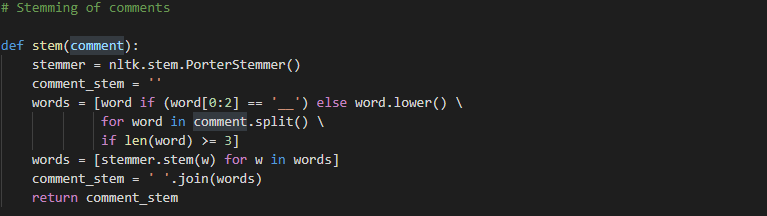 # Stemming of comments
def stem(comment):
    stemmer = nltk.stem.PorterStemmer()
    comment_stem = ''
    words = [word if (word[0:2] == '__') else word.lower() \
             for word in comment.split() \
             if len(word) >= 3]
    words = [stemmer.stem(w) for w in words]
    comment_stem = ' '.join(words)
    return comment_stem